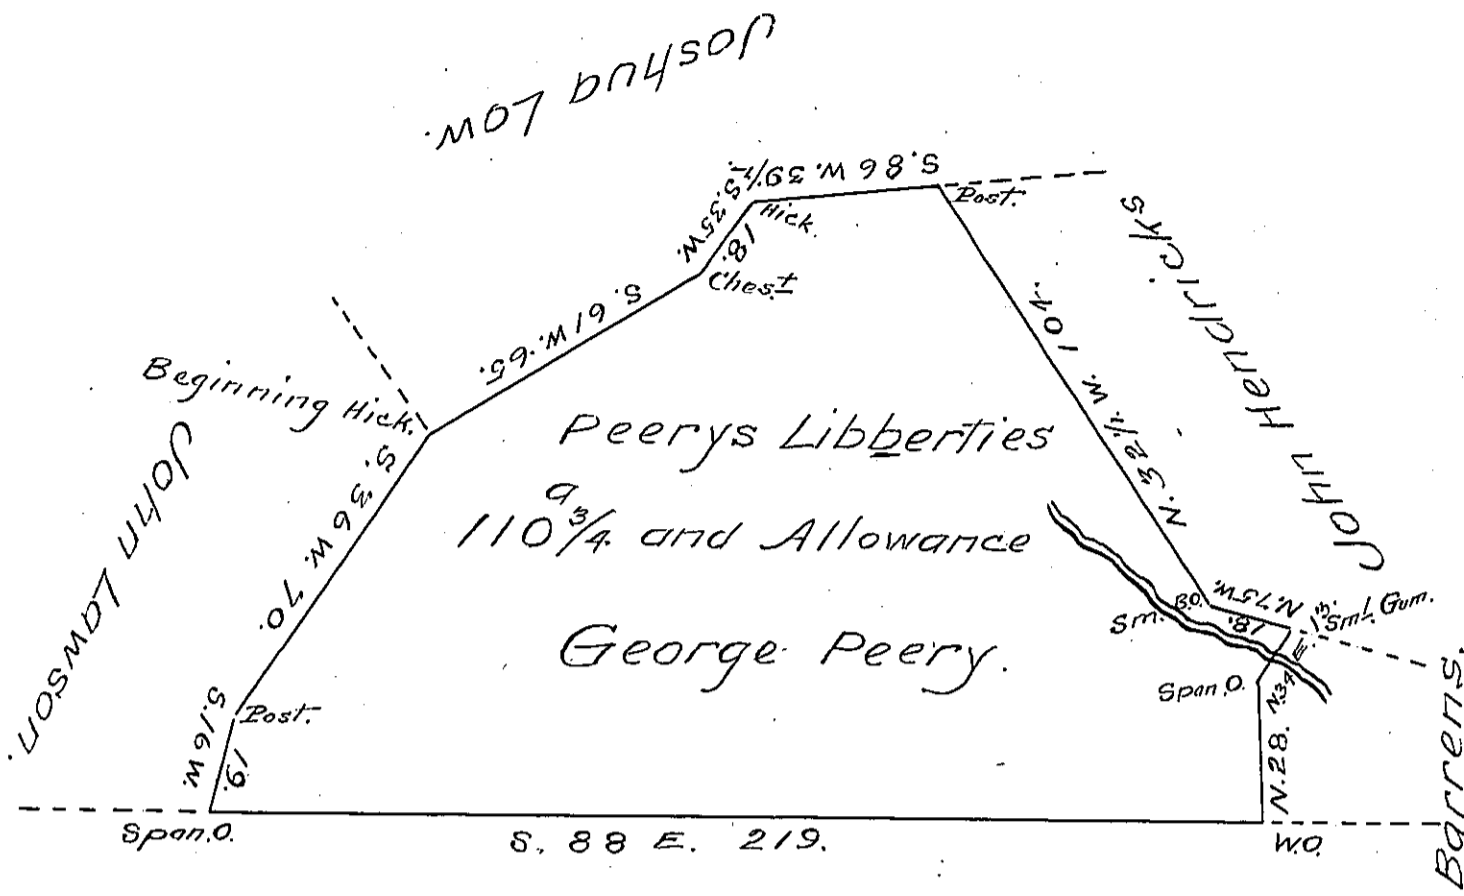 Joshua Low.
S. 86 W. 39 1/2
Post.
S. 35 W.
18.
Hick.
Chest
S. 61 W. 65.
John Hendricks
Beginning Hick.
N. 32 1/2 W. 104.
Peerys Libberties
110 a 3/4 and Allowance
George Peery.
John Lawson.
S. 36 W. 70.
Post.
S. 16 W.
19.
N. 75 W.
18.
Sm. B.O.
Sml. Gum.
N. 34 E. 13.
Span. O.
N. 28.
Barrens.
Span. O.
S. 88 E. 219.
W.O.